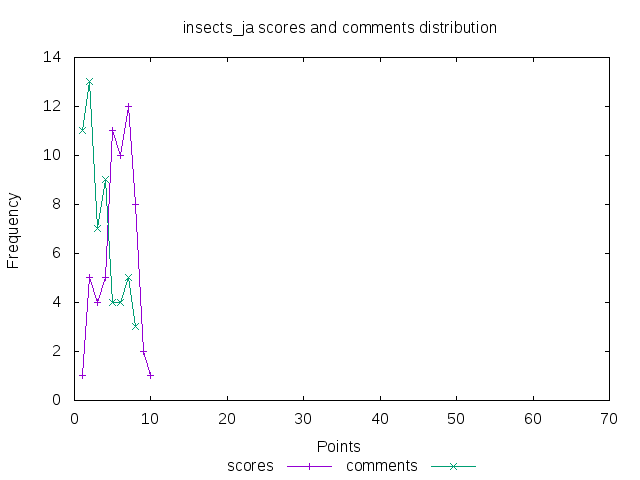 insects_ja scores and comments distribution
14
12
10
8
6
4
2
0
Frequency
0 10 20 30 40 50 60 70
Points
scores comments